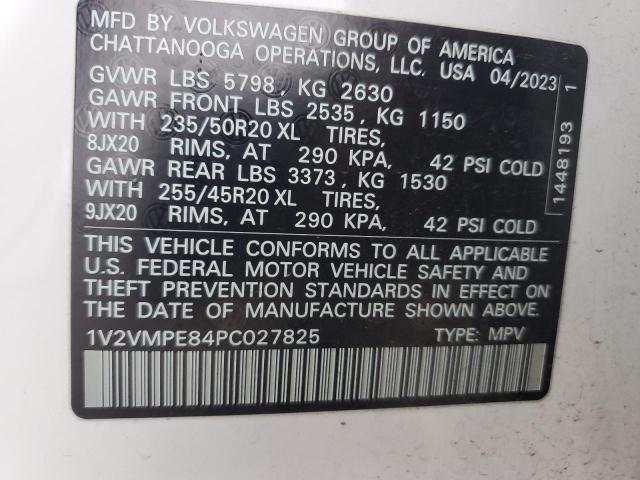 MFD BY VOLKSWAGEN GROUP OF AMERICA
CHATTANOOGA OPERATIONS, LLC. USA 04/2023
GVWR LBS 5798, KG 2630
GAWR FRONT LBS 2535, KG 1150
WITH 235/50R20 XL TIRES,
8JX20 RIMS, AT 290 KPA, 42 PSI COLD
GAWR REAR LBS 3373, KG 1530
WITH 255/45R20 XL TIRES,
9JX20 RIMS, AT 290 KPA, 42 PSI COLD
THIS VEHICLE CONFORMS TO ALL APPLICABLE
U.S. FEDERAL MOTOR VEHICLE SAFETY AND
THEFT PREVENTION STANDARDS IN EFFECT ON
THE DATE OF MANUFACTURE SHOWN ABOVE.
1V2VMPE84PC027825 TYPE: MPV
1448193 1